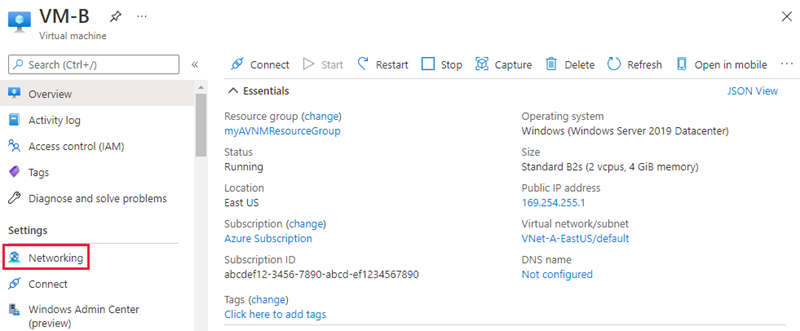 VM-B
Virtual machine
Search (Ctrl+/)
Overview
Activity log
Access control (IAM)
Tags
Diagnose and solve problems
Settings
Networking
Connect
Windows Admin Center
(preview)
Connect Start Restart Stop Capture Delete Refresh Open in mobile
Essentials JSON View
Resource group (change)
myAVNMResourceGroup
Status
Running
Location
East US
Subscription (change)
Azure Subscription
Subscription ID
abcdef12-3456-7890-abcd-ef1234567890
Tags (change)
Click here to add tags
Operating system
Windows (Windows Server 2019 Datacenter)
Size
Standard B2s (2 vcpus, 4 GiB memory)
Public IP address
169.254.255.1
Virtual network/subnet
VNet-A-EastUS/default
DNS name
Not configured